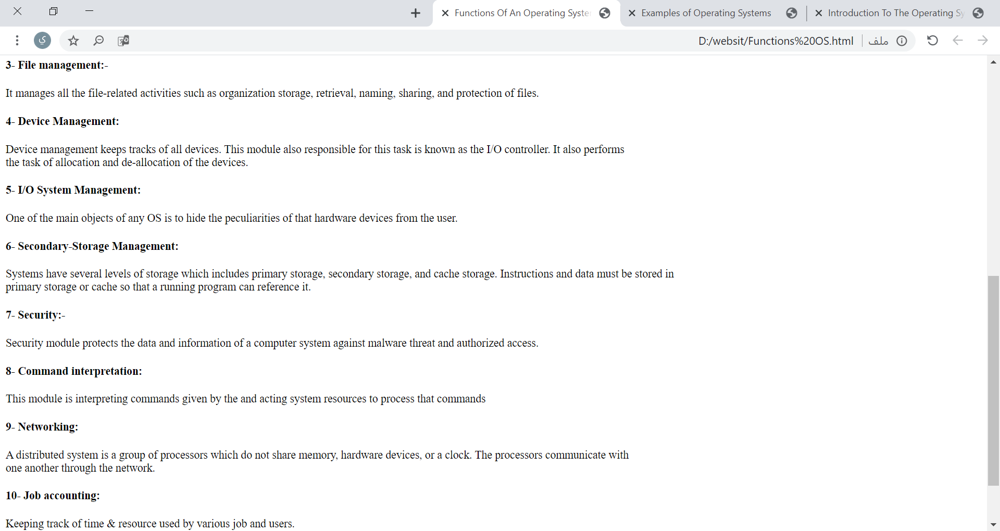 Functions Of An Operating Syste
Examples of Operating Systems
Introduction To The Operating Sy
ي
D:/websit/Functions%20OS.html
ملف
3- File management:-
It manages all the file-related activities such as organization storage, retrieval, naming, sharing, and protection of files.
4- Device Management:
Device management keeps tracks of all devices. This module also responsible for this task is known as the I/O controller. It also performs
the task of allocation and de-allocation of the devices.
5- I/O System Management:
One of the main objects of any OS is to hide the peculiarities of that hardware devices from the user.
6- Secondary-Storage Management:
Systems have several levels of storage which includes primary storage, secondary storage, and cache storage. Instructions and data must be stored in
primary storage or cache so that a running program can reference it.
7- Security:-
Security module protects the data and information of a computer system against malware threat and authorized access.
8- Command interpretation:
This module is interpreting commands given by the and acting system resources to process that commands
9- Networking:
A distributed system is a group of processors which do not share memory, hardware devices, or a clock. The processors communicate with
one another through the network.
10- Job accounting:
Keeping track of time & resource used by various job and users.